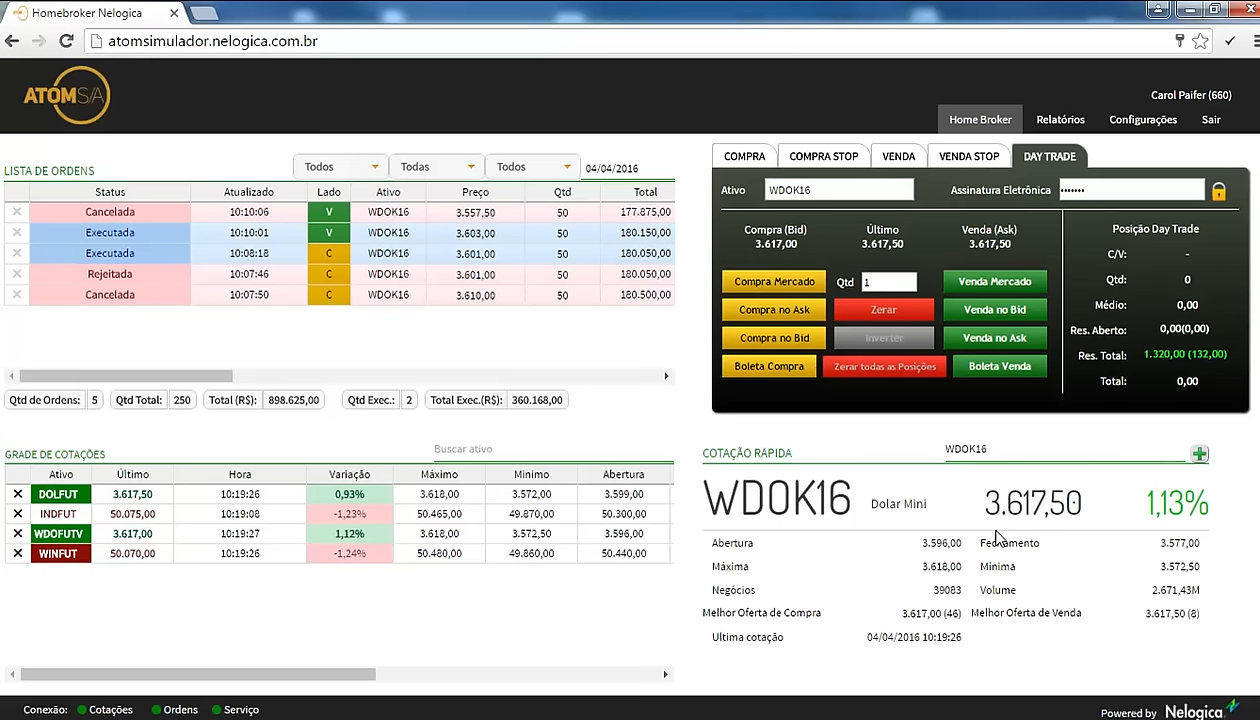 Homebroker Nelogica
atomsimulador.nelogica.com.br
ATOM S/A
Carol Paifer (660)
Home Broker Relatórios Configurações Sair
LISTA DE ORDENS Todos Todas Todos 04/04/2016
Status Atualizado Lado Ativo Preço Qtd Total
Cancelada 10:10:06 V WDOK16 3.557,50 50 177.875,00
Executada 10:10:01 V WDOK16 3.603,00 50 180.150,00
Executada 10:08:18 C WDOK16 3.601,00 50 180.050,00
Rejeitada 10:07:46 C WDOK16 3.601,00 50 180.050,00
Cancelada 10:07:50 C WDOK16 3.610,00 50 180.500,00
Qtd de Ordens: 5 Qtd Total: 250 Total (R$): 898.625,00 Qtd Exec.: 2 Total Exec.(R$): 360.168,00
COMPRA COMPRA STOP VENDA VENDA STOP DAY TRADE
Ativo WDOK16 Assinatura Eletrônica •••••••
Compra (Bid) Último Venda (Ask)
3.617,00 3.617,50 3.617,50
Compra Mercado Qtd 1 Venda Mercado
Compra no Ask Zerar Venda no Bid
Compra no Bid Inverter Venda no Ask
Boleta Compra Zerar todas as Posições Boleta Venda
Posição Day Trade
C/V: -
Qtd: 0
Médio: 0,00
Res. Aberto: 0,00(0,00)
Res. Total: 1.320,00 (132,00)
Total: 0,00
GRADE DE COTAÇÕES Buscar ativo
Ativo Último Hora Variação Máximo Minimo Abertura
DOLFUT 3.617,50 10:19:26 0,93% 3.618,00 3.572,00 3.599,00
INDFUT 50.075,00 10:19:08 -1,23% 50.465,00 49.870,00 50.300,00
WDOFUTV 3.617,00 10:19:27 1,12% 3.618,00 3.572,50 3.596,00
WINFUT 50.070,00 10:19:26 -1,24% 50.480,00 49.860,00 50.440,00
COTAÇÃO RAPIDA WDOK16
WDOK16 Dolar Mini 3.617,50 1,13%
Abertura 3.596,00 Fechamento 3.577,00
Máxima 3.618,00 Minima 3.572,50
Negócios 39083 Volume 2.671,43M
Melhor Oferta de Compra 3.617,00 (46) Melhor Oferta de Venda 3.617,50 (8)
Ultima cotação 04/04/2016 10:19:26
Conexão: Cotações Ordens Serviço
Powered by Nelogica